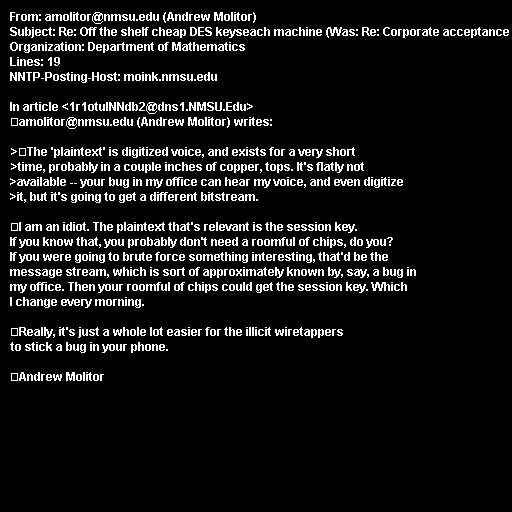 From: amolitor@nmsu.edu (Andrew Molitor)
Subject: Re: Off the shelf cheap DES keyseach machine (Was: Re: Corporate acceptance
Organization: Department of Mathematics
Lines: 19
NNTP-Posting-Host: moink.nmsu.edu

In article <1r1otuINNdb2@dns1.NMSU.Edu>
amolitor@nmsu.edu (Andrew Molitor) writes:

>The 'plaintext' is digitized voice, and exists for a very short
>time, probably in a couple inches of copper, tops. It's flatly not
>available -- your bug in my office can hear my voice, and even digitize
>it, but it's going to get a different bitstream.

I am an idiot. The plaintext that's relevant is the session key.
If you know that, you probably don't need a roomful of chips, do you?
If you were going to brute force something interesting, that'd be the
message stream, which is sort of approximately known by, say, a bug in
my office. Then your roomful of chips could get the session key. Which
I change every morning.

Really, it's just a whole lot easier for the illicit wiretappers
to stick a bug in your phone.

Andrew Molitor